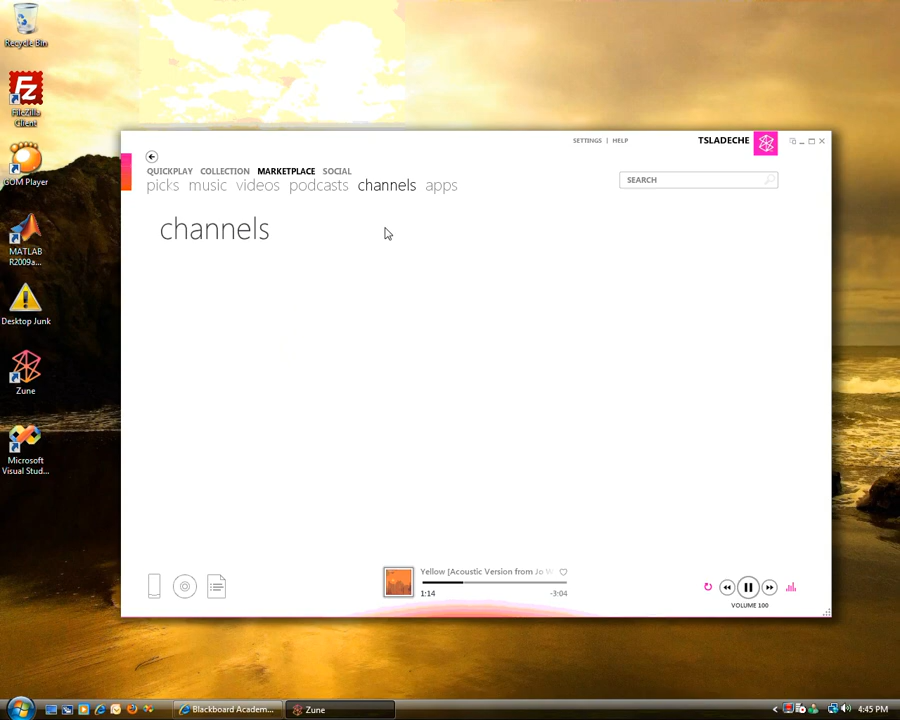 Recycle Bin
FileZilla
Client
GOM Player
MATLAB
R2009a...
Desktop Junk
Zune
Microsoft
Visual Stud...
SETTINGS | HELP
TSLADECHE
QUICKPLAY COLLECTION MARKETPLACE SOCIAL
picks music videos podcasts channels apps
SEARCH
channels
Yellow [Acoustic Version from Jo W
1:14 -3:04
VOLUME 100
Blackboard Academ...
Zune
4:45 PM